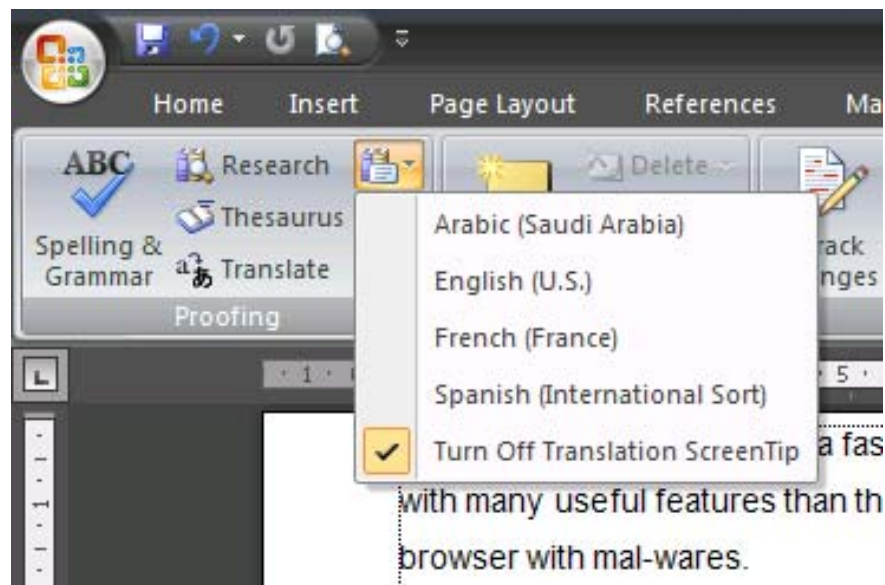 Home Insert Page Layout References Ma
ABC Research Delete
Thesaurus
Spelling & Grammar Translate
Proofing
Arabic (Saudi Arabia)
English (U.S.)
French (France)
Spanish (International Sort)
Turn Off Translation ScreenTip
rack
nges
1 5
L
1
a fas
with many useful features than th
browser with mal-wares.